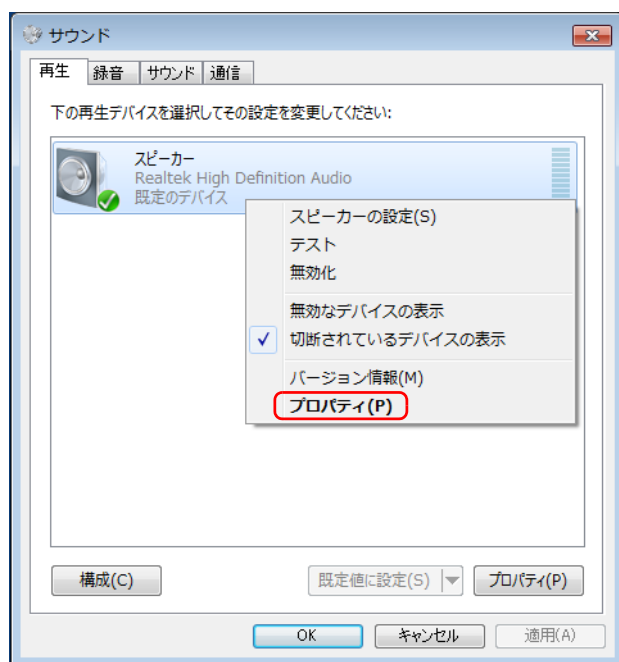 サウンド
再生 録音 サウンド 通信
下の再生デバイスを選択してその設定を変更してください:
スピーカー
Realtek High Definition Audio
既定のデバイス
スピーカーの設定(S)
テスト
無効化
無効なデバイスの表示
切断されているデバイスの表示
バージョン情報(M)
プロパティ(P)
構成(C) 既定値に設定(S) プロパティ(P)
OK キャンセル 適用(A)